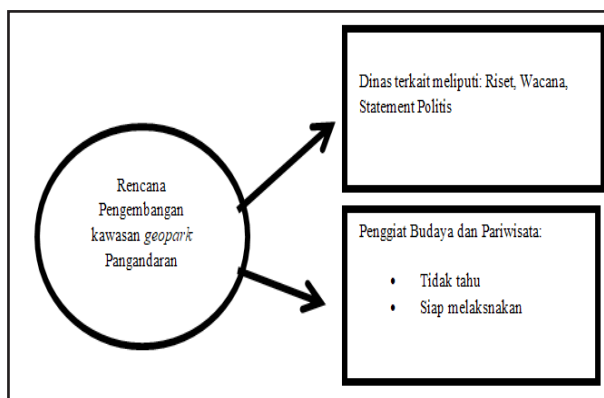 Rencana
Pengembangan
kawasan geopark
Pangandaran
Dinas terkait meliputi: Riset, Wacana,
Statement Politis
Penggiat Budaya dan Pariwisata:
• Tidak tahu
• Siap melaksnakan